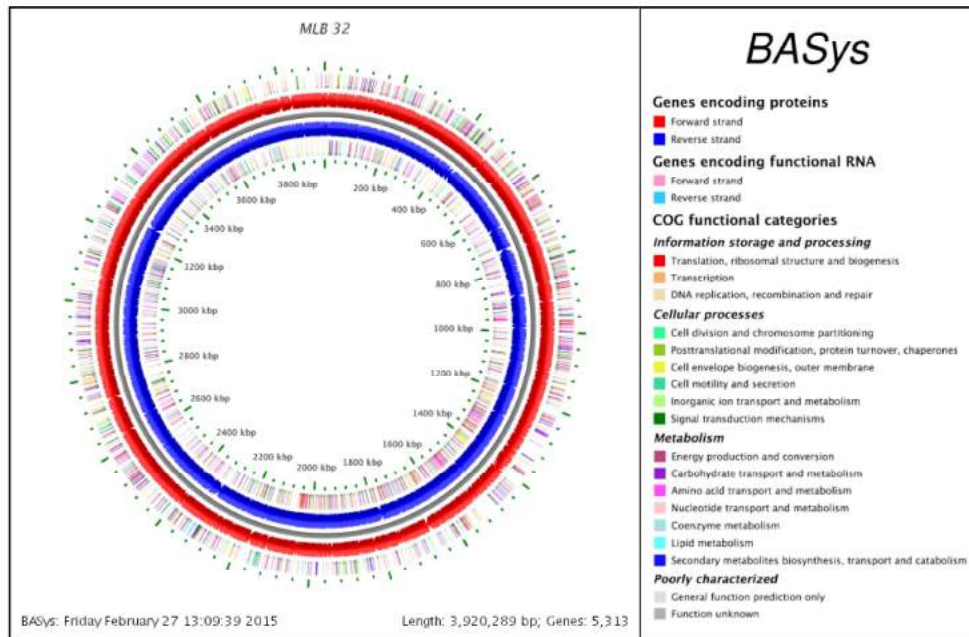 MLB 32
3800 kbp
200 kbp
3600 kbp
400 kbp
3400 kbp
600 kbp
3200 kbp
800 kbp
3000 kbp
1000 kbp
2800 kbp
1200 kbp
2600 kbp
1400 kbp
2400 kbp
1600 kbp
2200 kbp
1800 kbp
2000 kbp
BASys: Friday February 27 13:09:39 2015
Length: 3,920,289 bp; Genes: 5,313
BASys
Genes encoding proteins
Forward strand
Reverse strand
Genes encoding functional RNA
Forward strand
Reverse strand
COG functional categories
Information storage and processing
Translation, ribosomal structure and biogenesis
Transcription
DNA replication, recombination and repair
Cellular processes
Cell division and chromosome partitioning
Posttranslational modification, protein turnover, chaperones
Cell envelope biogenesis, outer membrane
Cell motility and secretion
Inorganic ion transport and metabolism
Signal transduction mechanisms
Metabolism
Energy production and conversion
Carbohydrate transport and metabolism
Amino acid transport and metabolism
Nucleotide transport and metabolism
Coenzyme metabolism
Lipid metabolism
Secondary metabolites biosynthesis, transport and catabolism
Poorly characterized
General function prediction only
Function unknown